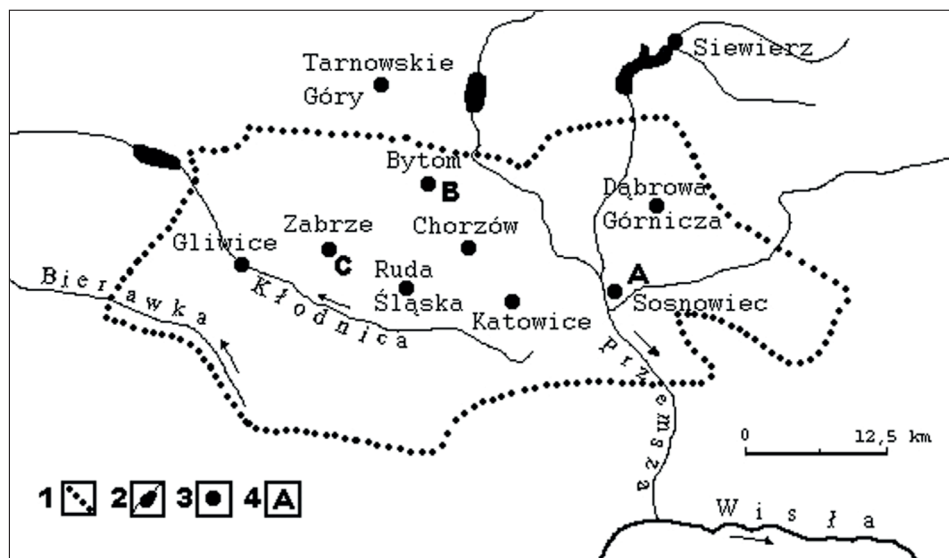 Siewierz
Tarnowskie
Góry
Bytom
B
Dąbrowa
Górnicza
Zabrze
C
Chorzów
Gliwice
Ruda
Śląska
A
Sosnowiec
Katowice
Bierawka
Kłodnica
Przemsza
0 12,5 km
1 2 3 4 A
Wisła